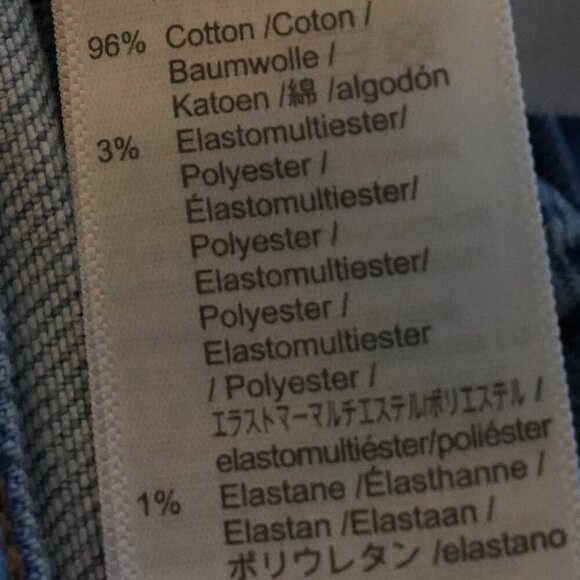 96% Cotton /Coton /
Baumwolle /
Katoen /綿 /algodón
3% Elastomultiester/
Polyester /
Élastomultiester/
Polyester /
Elastomultiester/
Polyester /
Elastomultiester
/ Polyester /
エラストマーマルチエステル/ポリエステル /
elastomultiéster/poliéster
1% Elastane /Élasthanne /
Elastan /Elastaan /
ポリウレタン /elastano